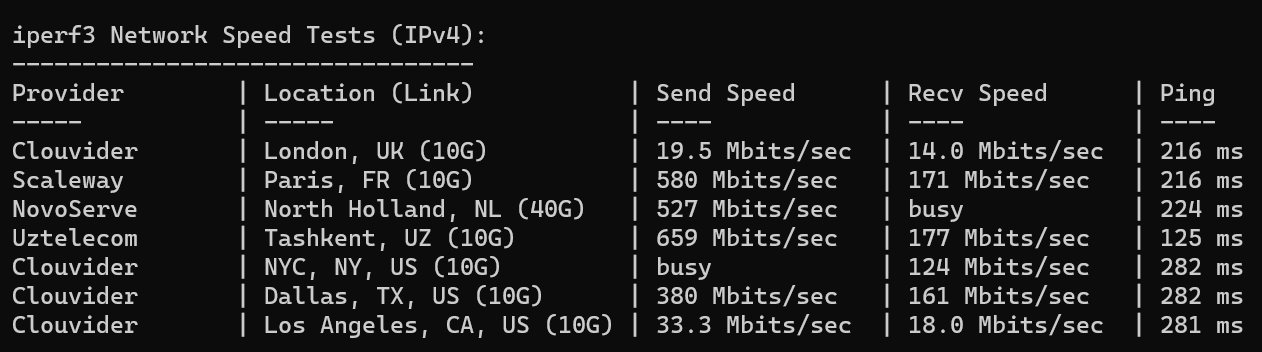 iperf3 Network Speed Tests (IPv4):
---------------------------------
Provider        | Location (Link)           | Send Speed      | Recv Speed      | Ping
-----           | -----                     | ----            | ----            | ----
Clouvider       | London, UK (10G)          | 19.5 Mbits/sec  | 14.0 Mbits/sec  | 216 ms
Scaleway        | Paris, FR (10G)           | 580 Mbits/sec   | 171 Mbits/sec   | 216 ms
NovoServe       | North Holland, NL (40G)   | 527 Mbits/sec   | busy            | 224 ms
Uztelecom       | Tashkent, UZ (10G)        | 659 Mbits/sec   | 177 Mbits/sec   | 125 ms
Clouvider       | NYC, NY, US (10G)         | busy            | 124 Mbits/sec   | 282 ms
Clouvider       | Dallas, TX, US (10G)      | 380 Mbits/sec   | 161 Mbits/sec   | 282 ms
Clouvider       | Los Angeles, CA, US (10G) | 33.3 Mbits/sec  | 18.0 Mbits/sec  | 281 ms